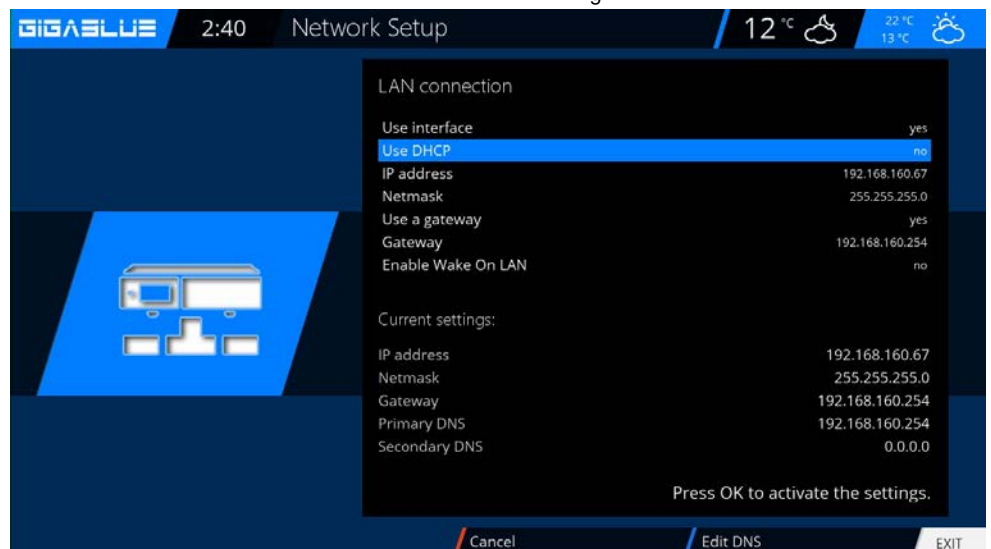 GIGABLUE 2:40 Network Setup 12 °C 22 °C
13 °C
LAN connection
Use interface yes
Use DHCP no
IP address 192.168.160.67
Netmask 255.255.255.0
Use a gateway yes
Gateway 192.168.160.254
Enable Wake On LAN no
Current settings:
IP address 192.168.160.67
Netmask 255.255.255.0
Gateway 192.168.160.254
Primary DNS 192.168.160.254
Secondary DNS 0.0.0.0
Press OK to activate the settings.
Cancel Edit DNS EXIT